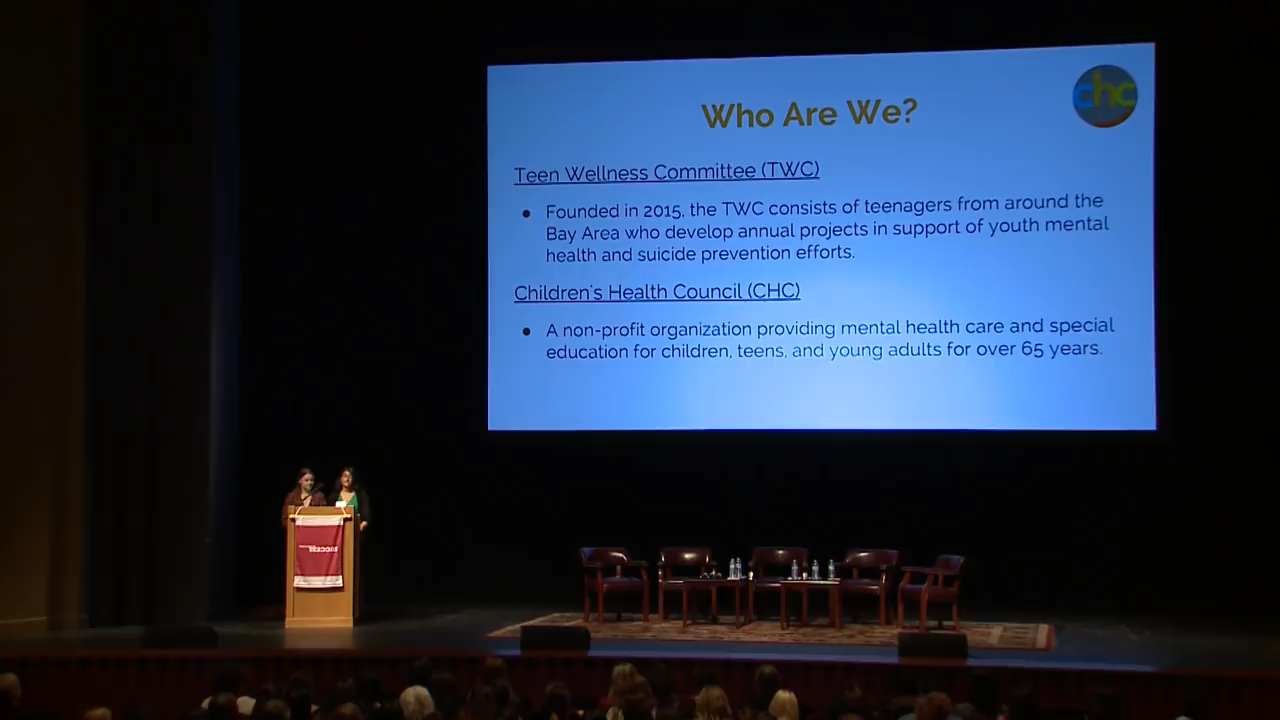 chc
Who Are We?
Teen Wellness Committee (TWC)
● Founded in 2015, the TWC consists of teenagers from around the
Bay Area who develop annual projects in support of youth mental
health and suicide prevention efforts.
Children's Health Council (CHC)
● A non-profit organization providing mental health care and special
education for children, teens, and young adults for over 65 years.